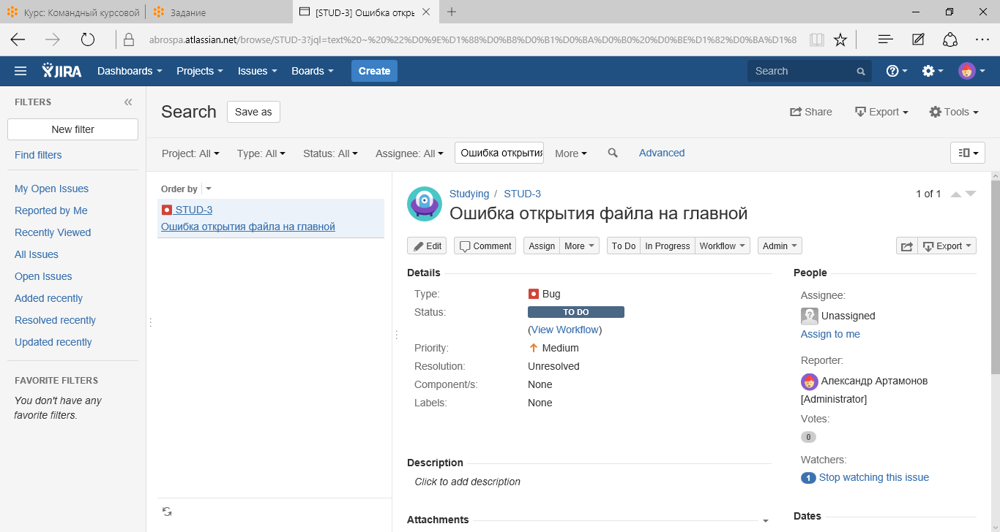 Курс: Командный курсовой
Задание
[STUD-3] Ошибка откры
abrospa.atlassian.net/browse/STUD-3?jql=text%20~%20%22%D0%9E%D1%88%D0%B8%D0%B1%D0%BA%D0%B0%20%D0%BE%D1%82%D0%BA%D1%8
JIRA
Dashboards
Projects
Issues
Boards
Create
Search
FILTERS
New filter
Find filters
My Open Issues
Reported by Me
Recently Viewed
All Issues
Open Issues
Added recently
Resolved recently
Updated recently
FAVORITE FILTERS
You don't have any
favorite filters.
Search
Save as
Share
Export
Tools
Project: All
Type: All
Status: All
Assignee: All
Ошибка открытия
More
Advanced
Order by
STUD-3
Ошибка открытия файла на главной
Studying / STUD-3
1 of 1
Ошибка открытия файла на главной
Edit
Comment
Assign
More
To Do
In Progress
Workflow
Admin
Export
Details
Type: Bug
Status: TO DO
(View Workflow)
Priority: Medium
Resolution: Unresolved
Component/s: None
Labels: None
Description
Click to add description
Attachments
People
Assignee:
Unassigned
Assign to me
Reporter:
Александр Артамонов
[Administrator]
Votes:
0
Watchers:
1 Stop watching this issue
Dates